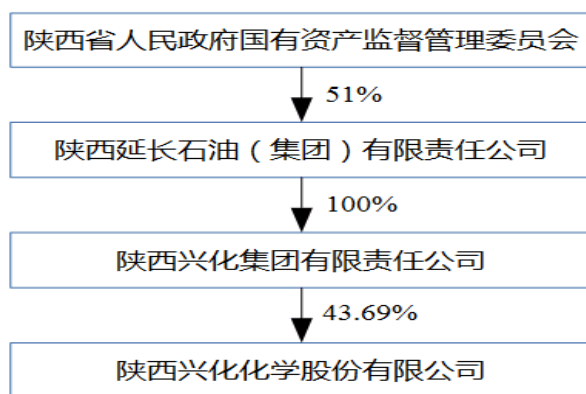 陕西省人民政府国有资产监督管理委员会
51%
陕西延长石油（集团）有限责任公司
100%
陕西兴化集团有限责任公司
43.69%
陕西兴化化学股份有限公司